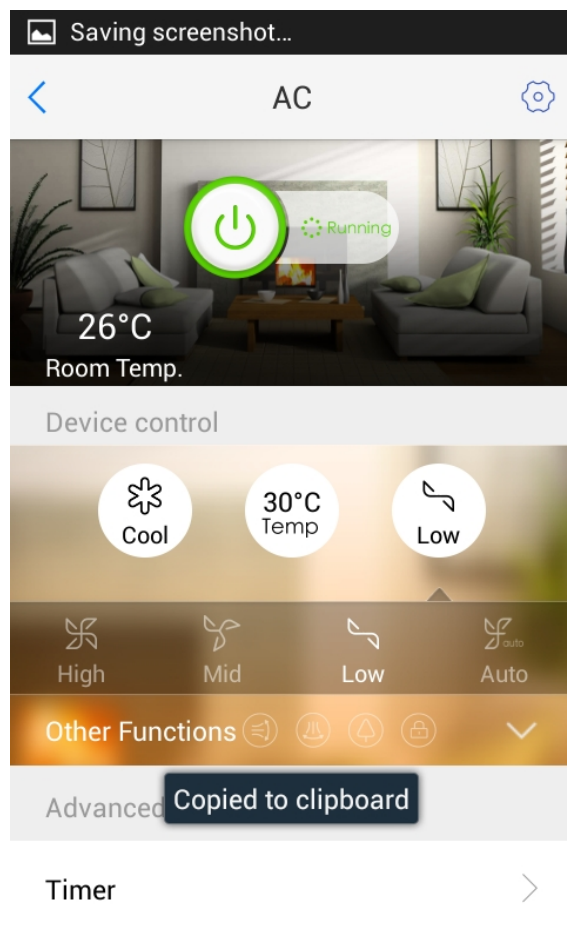 Saving screenshot...
AC
Running
26°C
Room Temp.
Device control
Cool
30°C
Temp
Low
High
Mid
Low
auto
Auto
Other Functions
Advanced
Copied to clipboard
Timer